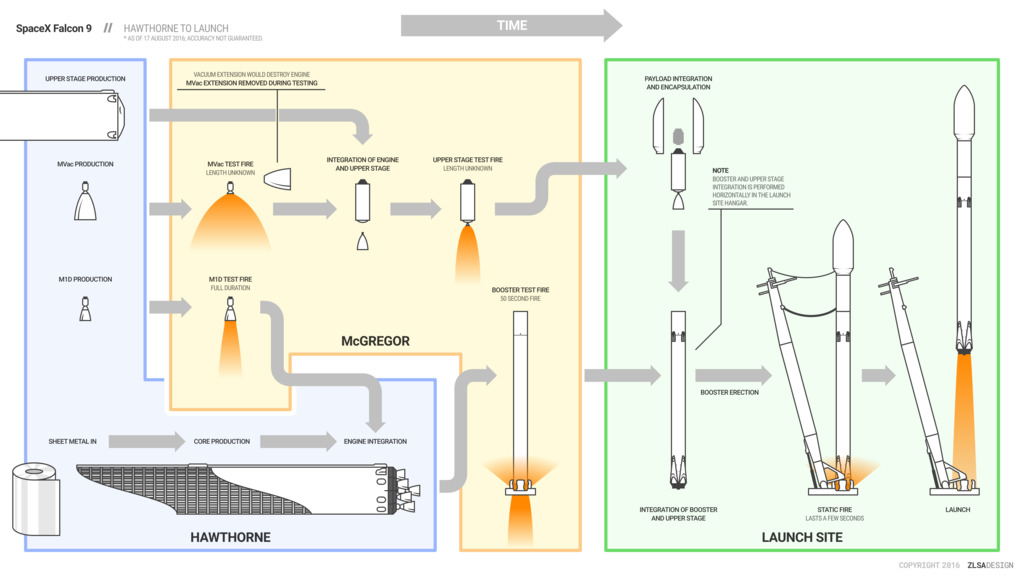 SpaceX Falcon 9 // HAWTHORNE TO LAUNCH
* AS OF 17 AUGUST 2016; ACCURACY NOT GUARANTEED.
TIME
UPPER STAGE PRODUCTION
MVac PRODUCTION
M1D PRODUCTION
VACUUM EXTENSION WOULD DESTROY ENGINE
MVac EXTENSION REMOVED DURING TESTING
MVac TEST FIRE
LENGTH UNKNOWN
INTEGRATION OF ENGINE
AND UPPER STAGE
UPPER STAGE TEST FIRE
LENGTH UNKNOWN
M1D TEST FIRE
FULL DURATION
BOOSTER TEST FIRE
50 SECOND FIRE
McGREGOR
SHEET METAL IN
CORE PRODUCTION
ENGINE INTEGRATION
HAWTHORNE
PAYLOAD INTEGRATION
AND ENCAPSULATION
NOTE
BOOSTER AND UPPER STAGE
INTEGRATION IS PERFORMED
HORIZONTALLY IN THE LAUNCH
SITE HANGAR.
BOOSTER ERECTION
INTEGRATION OF BOOSTER
AND UPPER STAGE
STATIC FIRE
LASTS A FEW SECONDS
LAUNCH
LAUNCH SITE
COPYRIGHT 2016 ZLSADESIGN